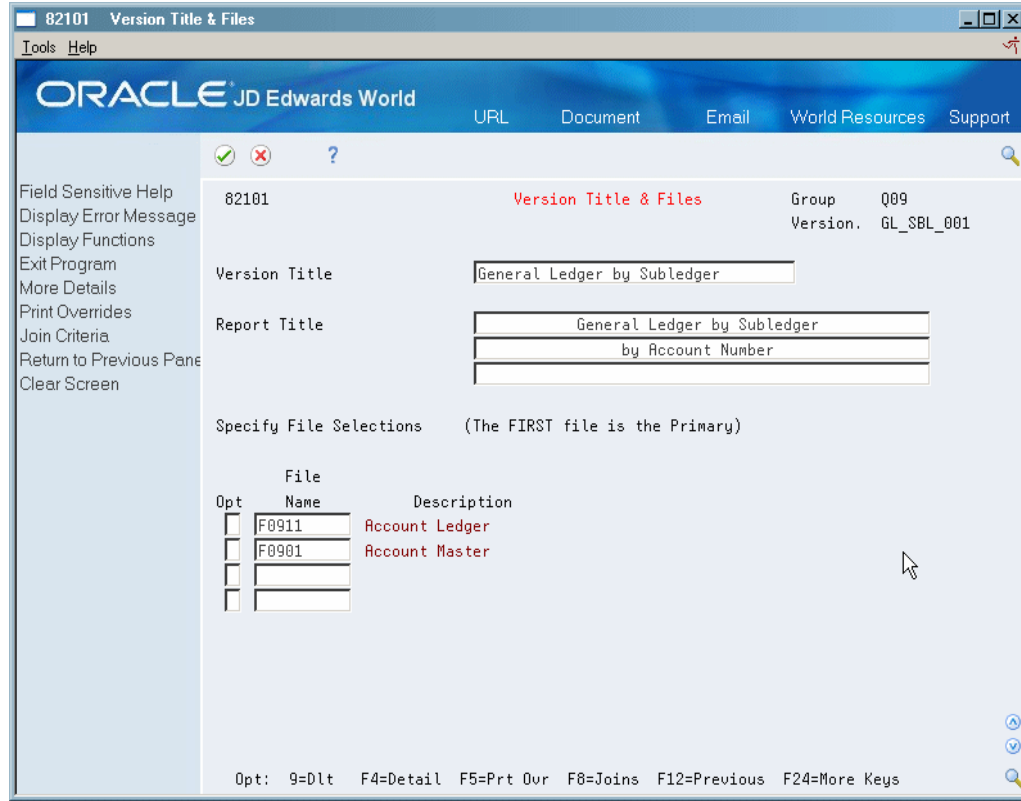 82101 Version Title & Files
Tools Help
ORACLE JD Edwards World
URL Document Email World Resources Support
?
Field Sensitive Help
Display Error Message
Display Functions
Exit Program
More Details
Print Overrides
Join Criteria
Return to Previous Pane
Clear Screen
82101 Version Title & Files Group Q09
Version. GL_SBL_001
Version Title General Ledger by Subledger
Report Title General Ledger by Subledger
by Account Number
Specify File Selections (The FIRST file is the Primary)
File
Opt Name Description
F0911 Account Ledger
F0901 Account Master
Opt: 9=Dlt F4=Detail F5=Prt Ovr F8=Joins F12=Previous F24=More Keys